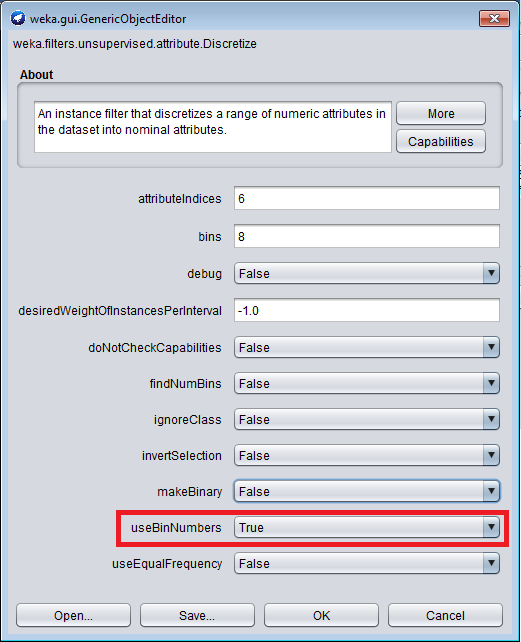 weka.gui.GenericObjectEditor
weka.filters.unsupervised.attribute.Discretize
About
An instance filter that discretizes a range of numeric attributes in
the dataset into nominal attributes.
More
Capabilities
attributeIndices 6
bins 8
debug False
desiredWeightOfInstancesPerInterval -1.0
doNotCheckCapabilities False
findNumBins False
ignoreClass False
invertSelection False
makeBinary False
useBinNumbers True
useEqualFrequency False
Open... Save... OK Cancel